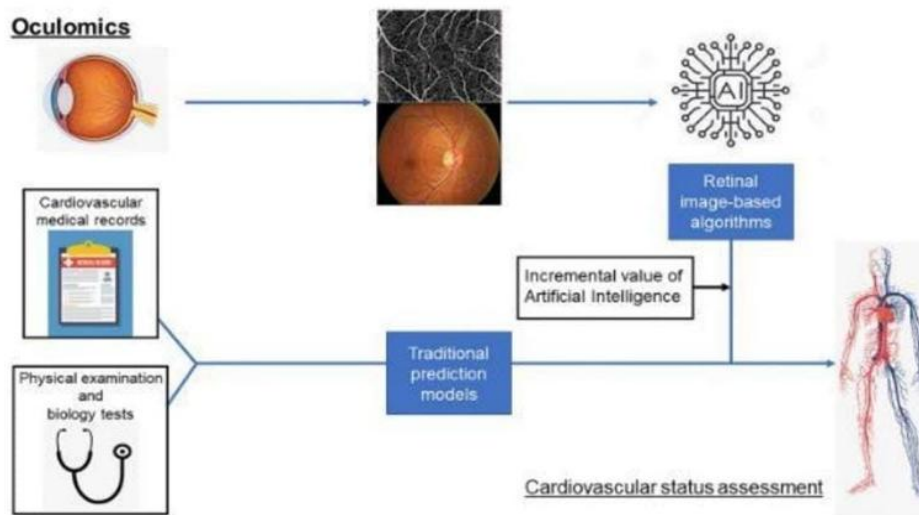 Oculomics
AI
Cardiovascular
medical records
Retinal
image-based
algorithms
Incremental value of
Artificial Intelligence
Traditional
prediction
models
Physical examination
and
biology tests
Cardiovascular status assessment